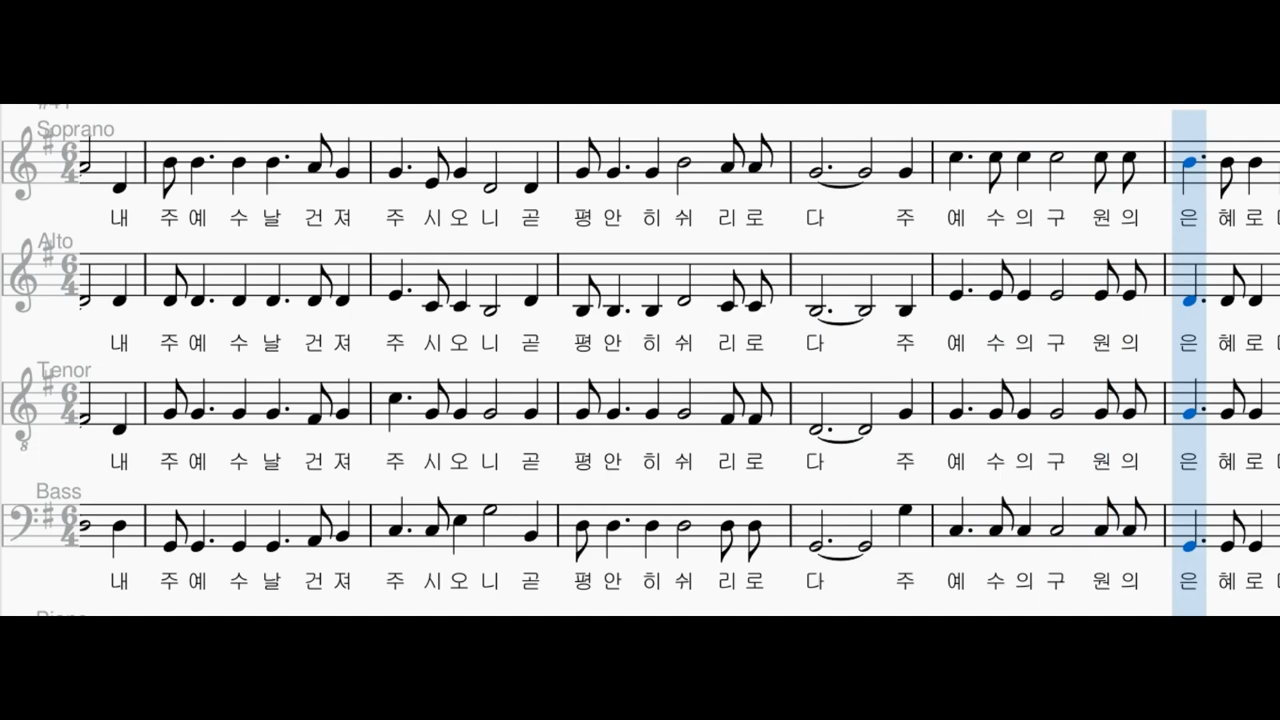 #41
Soprano
내 주 예 수 날 건 져 주 시 오 니 곧 평 안 히 쉬 리 로 다 주 예 수 의 구 원 의 은 혜 로
Alto
내 주 예 수 날 건 져 주 시 오 니 곧 평 안 히 쉬 리 로 다 주 예 수 의 구 원 의 은 혜 로
Tenor
8
내 주 예 수 날 건 져 주 시 오 니 곧 평 안 히 쉬 리 로 다 주 예 수 의 구 원 의 은 혜 로
Bass
내 주 예 수 날 건 져 주 시 오 니 곧 평 안 히 쉬 리 로 다 주 예 수 의 구 원 의 은 혜 로
Piano